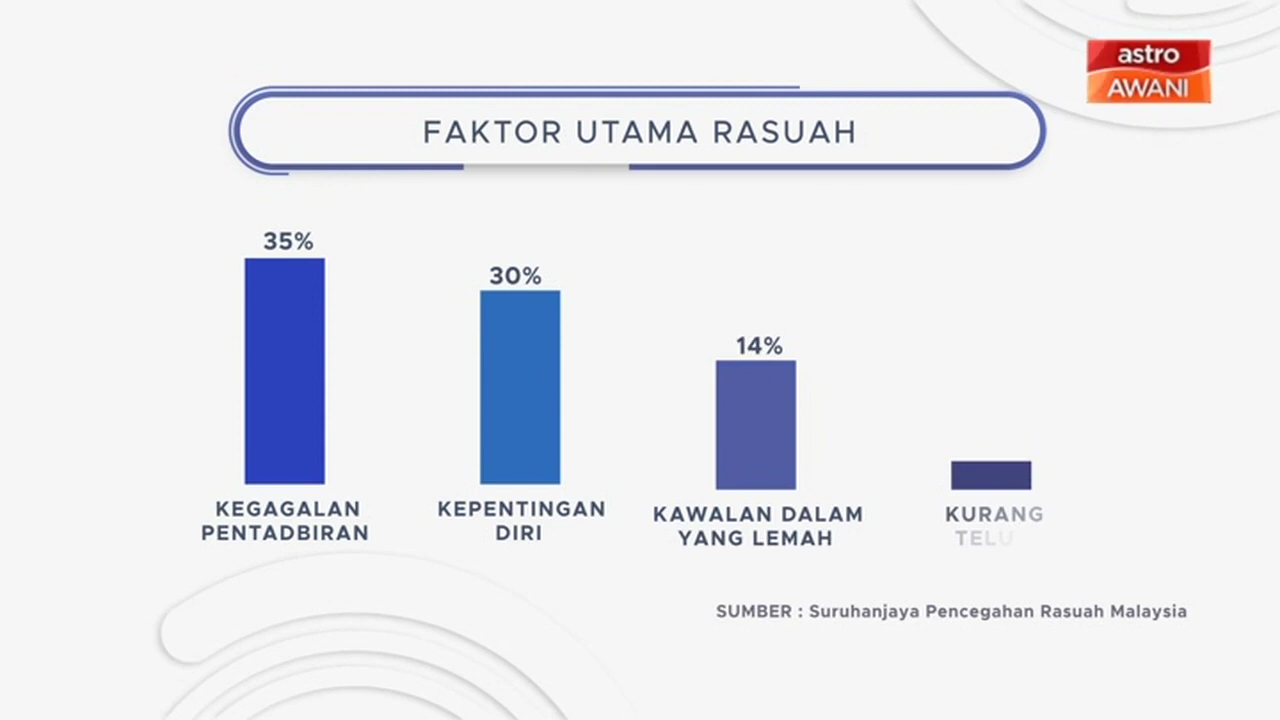 astro
AWANI
FAKTOR UTAMA RASUAH
35%
30%
14%
KEGAGALAN
PENTADBIRAN
KEPENTINGAN
DIRI
KAWALAN DALAM
YANG LEMAH
KURANG
TELU
SUMBER : Suruhanjaya Pencegahan Rasuah Malaysia